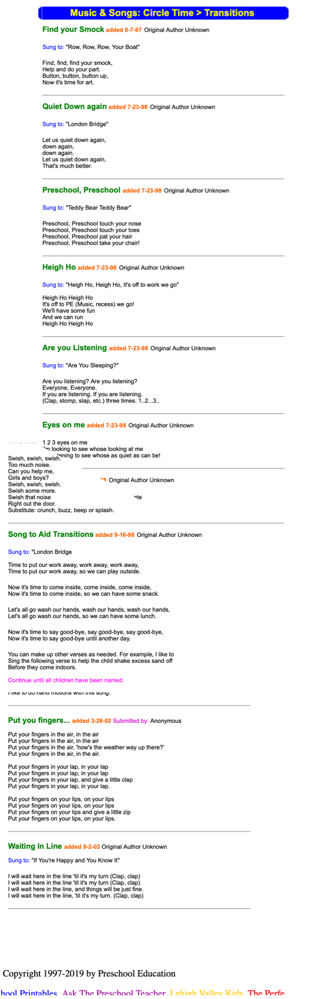 Music & Songs: Circle Time > Transitions
Find your Smock added 8-7-97 Original Author Unknown
Sung to: "Row, Row, Row, Your Boat"
Find, find, find your smock,
Help and do your part.
Button, button, button up,
Now it's time for art.
Quiet Down again added 7-23-98 Original Author Unknown
Sung to: "London Bridge"
Let us quiet down again,
down again,
down again.
Let us quiet down again,
That's much better.
Preschool, Preschool added 7-23-98 Original Author Unknown
Sung to: "Teddy Bear Teddy Bear"
Preschool, Preschool touch your nose
Preschool, Preschool touch your toes
Preschool, Preschool pat your hair
Preschool, Preschool take your chair!
Heigh Ho added 7-23-98 Original Author Unknown
Sung to: "Heigh Ho, Heigh Ho, It's off to work we go"
Heigh Ho Heigh Ho
It's off to PE (Music, recess) we go!
We'll have some fun
And we can run
Heigh Ho Heigh Ho
Are you Listening added 7-23-98 Original Author Unknown
Sung to: "Are You Sleeping?"
Are you listening? Are you listening?
Everyone, Everyone.
If you are listening. If you are listening.
(Clap, stomp, slap, etc.) three times. 1..2...3..
Eyes on me added 7-23-98 Original Author Unknown
1 2 3 eyes on me
I'm looking to see whose looking at me
to see whose as quiet as can be!
Swish, swish, swish.
Too much noise.
Can you help me,
Girls and boys?
Original Author Unknown
Swish, swish, swish.
Swish some more.
Swish that noise
Right out the door.
Substitute: crunch, buzz, beep or splash.
Song to Aid Transitions added 9-16-98 Original Author Unknown
Sung to: "London Bridge
Time to put our work away, work away, work away,
Time to put our work away, so we can play outside.
Now it's time to come inside, come inside, come inside,
Now it's time to come inside, so we can have some snack.
Let's all go wash our hands, wash our hands, wash our hands,
Let's all go wash our hands, so we can have some lunch.
Now it's time to say good-bye, say good-bye, say good-bye,
Now it's time to say good-bye until another day.
You can make up other verses as needed. For example, I like to
Sing the following verse to help the child shake excess sand off
Before they come indoors.
Continue until all children have been named.
I like to do hand motions with this song.
Put you fingers... added 3-26-02 Submitted by: Anonymous
Put your fingers in the air, in the air
Put your fingers in the air, in the air
Put your fingers in the air, 'how's the weather way up there?'
Put your fingers in the air, in the air.
Put your fingers in your lap, in your lap
Put your fingers in your lap, in your lap
Put your fingers in your lap, and give a little clap
Put your fingers in your lap, in your lap.
Put your fingers on your lips, on your lips
Put your fingers on your lips, on your lips
Put your fingers on your lips and give a little zip
Put your fingers on your lips, on your lips.
Waiting In Line added 9-2-02 Original Author Unknown
Sung to: "If You're Happy and You Know It"
I will wait here in the line 'til it's my turn (Clap, clap)
I will wait here in the line 'til it's my turn (Clap, clap)
I will wait here in the line, and things will be just fine.
I will wait here in the line, 'til it's my turn. (Clap, clap)
Copyright 1997-2019 by Preschool Education
hool Printables Ask The Preschool Teacher Lehigh Valley Kids The Perfe